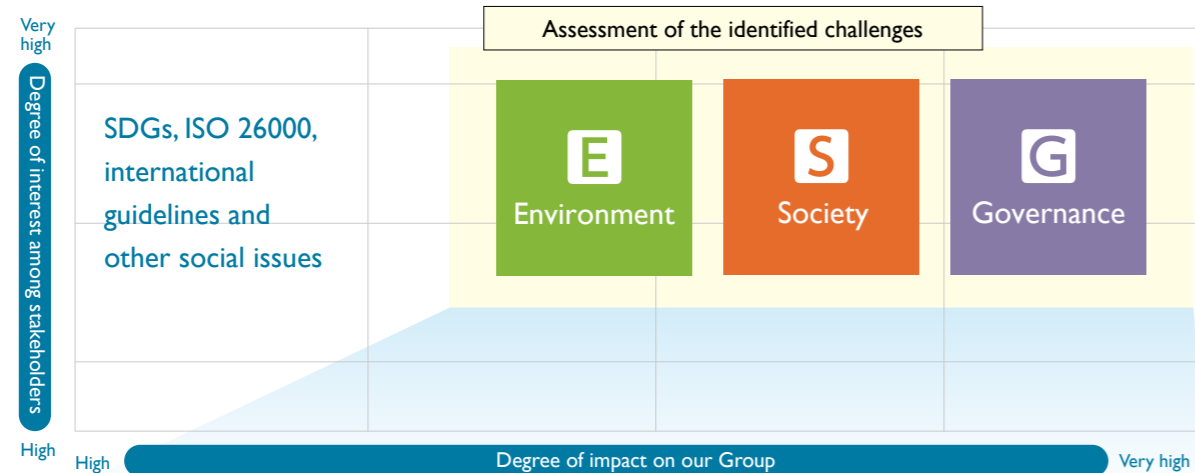 Very
high
Degree of interest among stakeholders
High
Assessment of the identified challenges
SDGs, ISO 26000,
international
guidelines and
other social issues
E
Environment
S
Society
G
Governance
High
Degree of impact on our Group
Very high